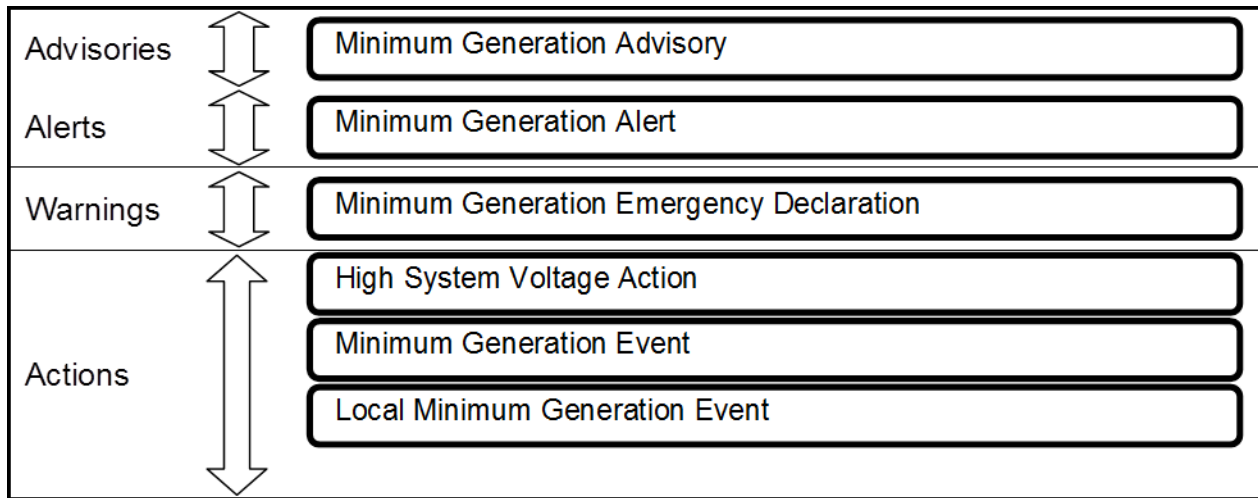 Advisories
Minimum Generation Advisory
Alerts
Minimum Generation Alert
Warnings
Minimum Generation Emergency Declaration
Actions
High System Voltage Action
Minimum Generation Event
Local Minimum Generation Event